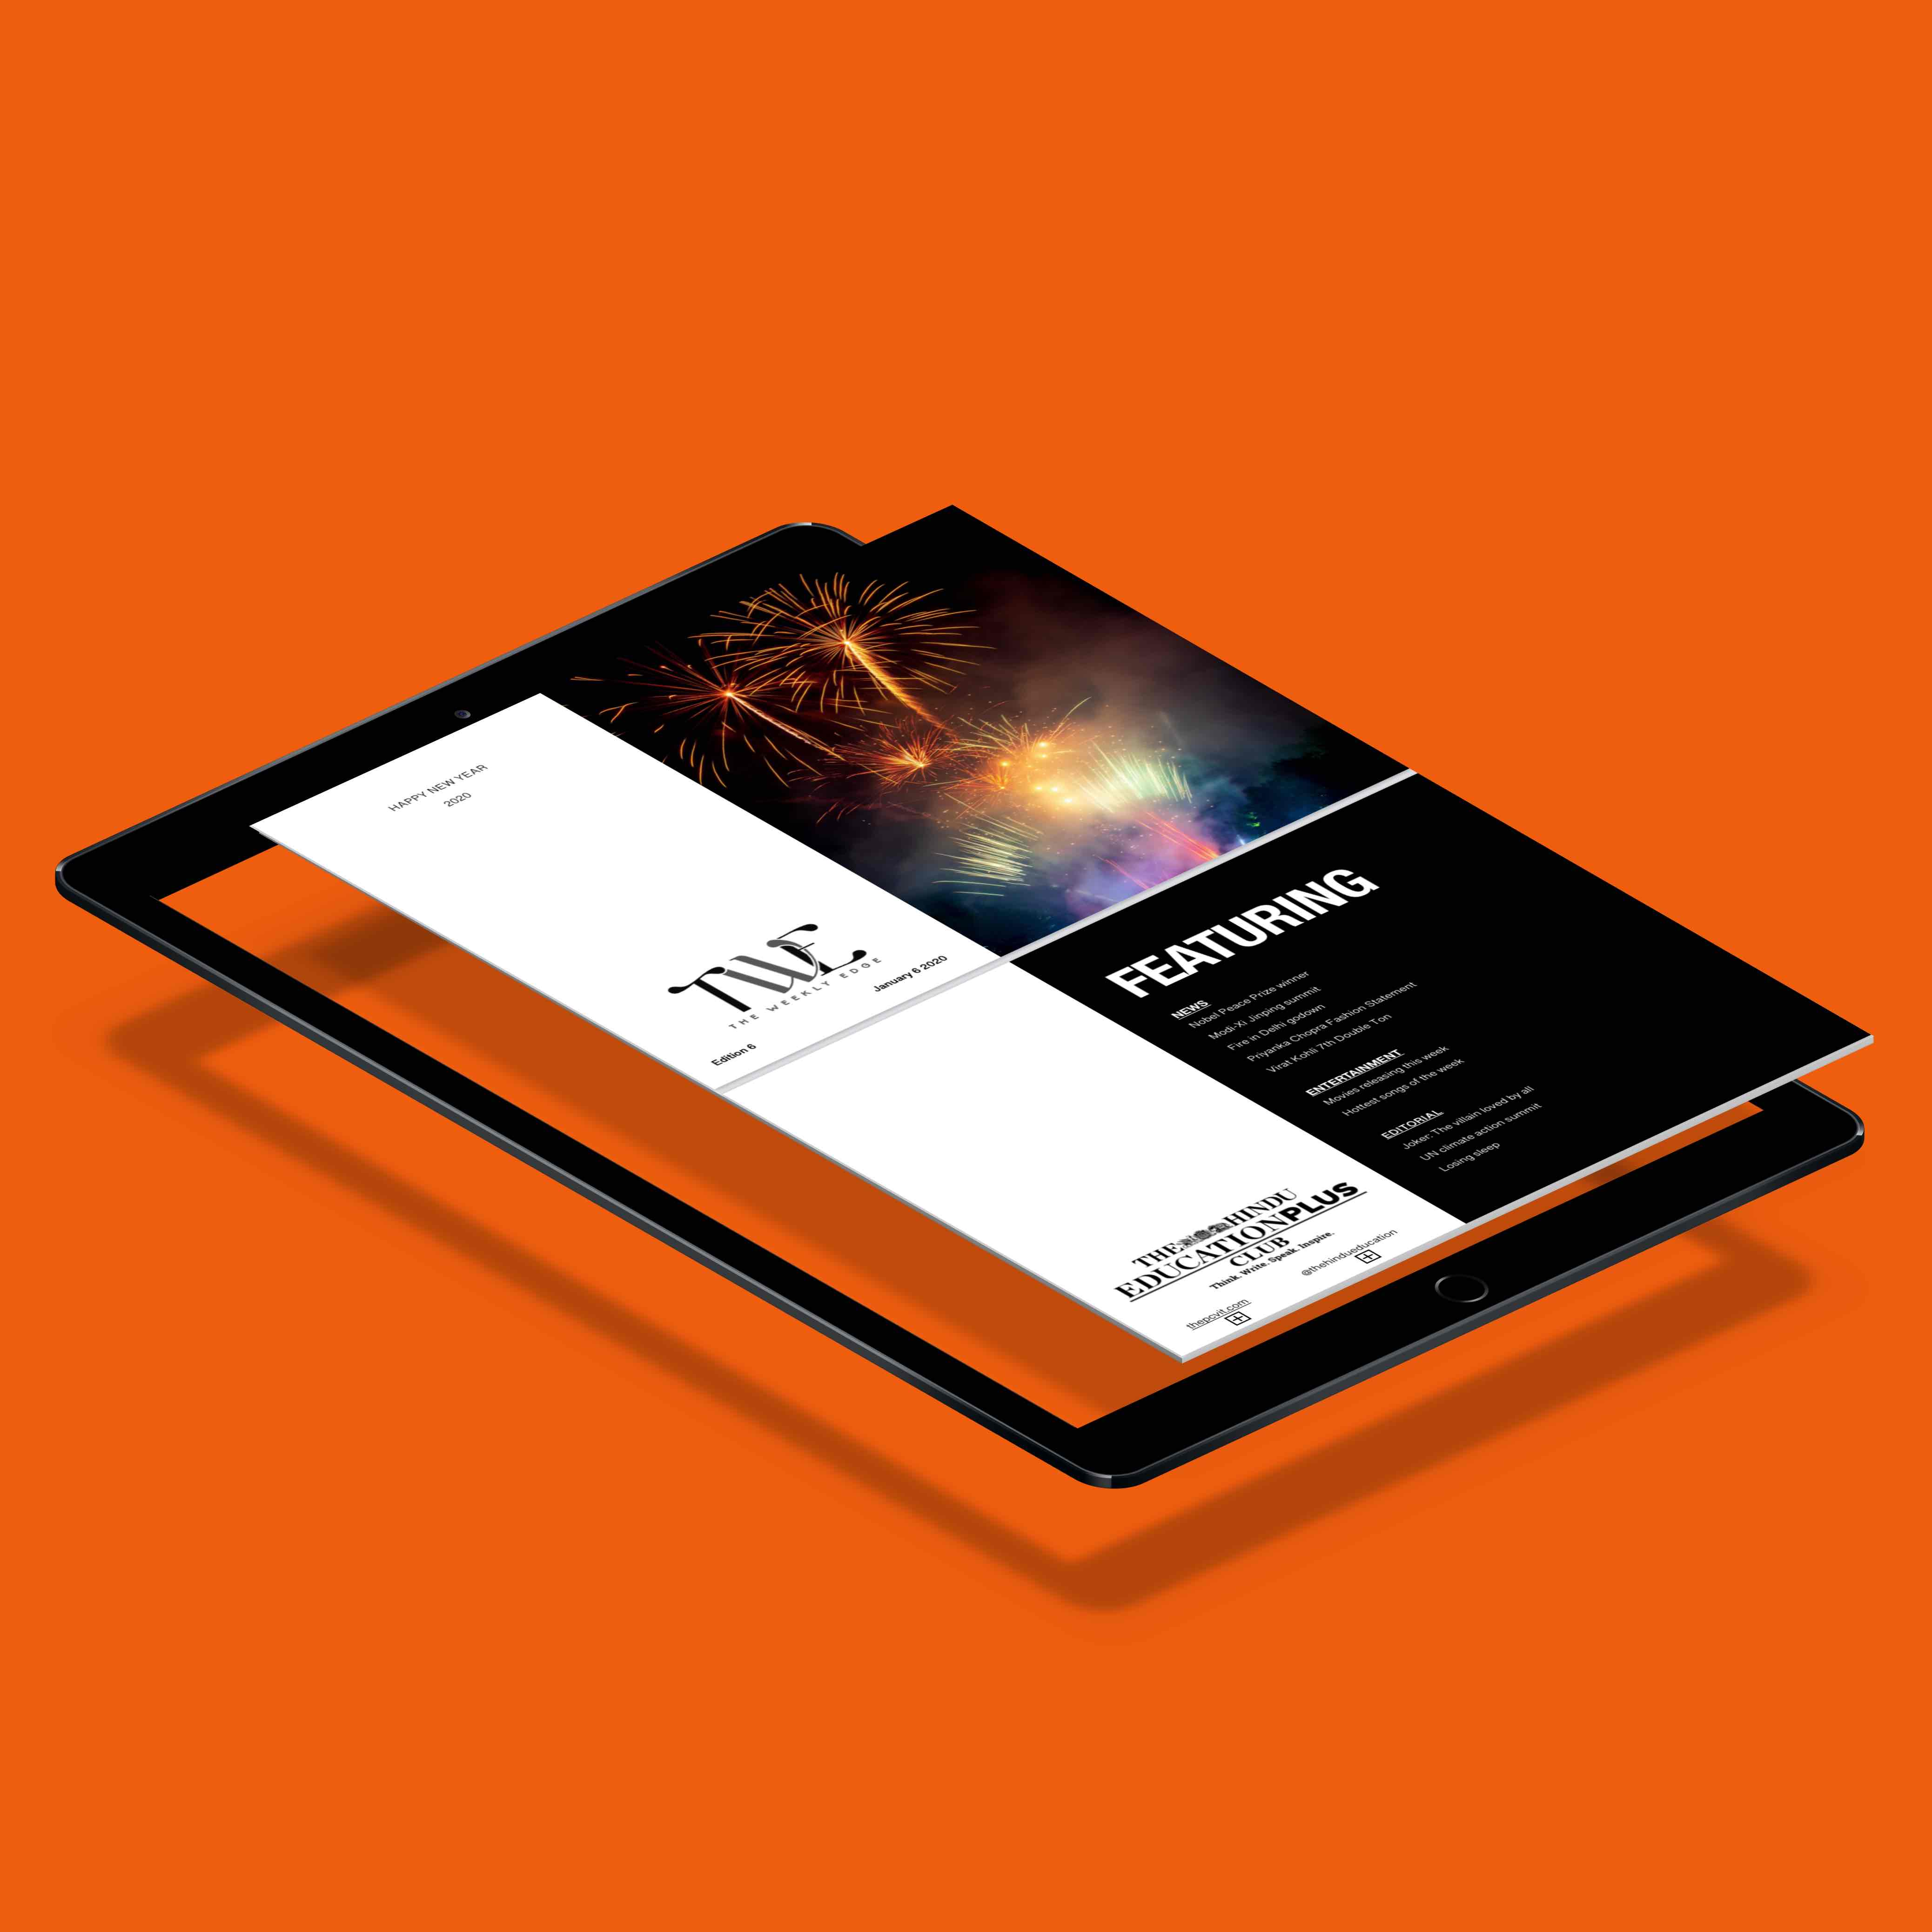 HAPPY NEW YEAR
2020
TWE
THE WEEKLY EDGE
Edition 6
January 6 2020
FEATURING
NEWS
Nobel Peace Prize winner
Modi-Xi Jinping summit
Fire in Delhi godown
Priyanka Chopra Fashion Statement
Virat Kohli 7th Double Ton
ENTERTAINMENT
Movies releasing this week
Hottest songs of the week
EDITORIAL
Joker: The villain loved by all
UN climate action summit
Losing sleep
THE HINDU
EDUCATIONPLUS
CLUB
Think. Write. Speak. Inspire.
thepcvit.com
@thehindueducation